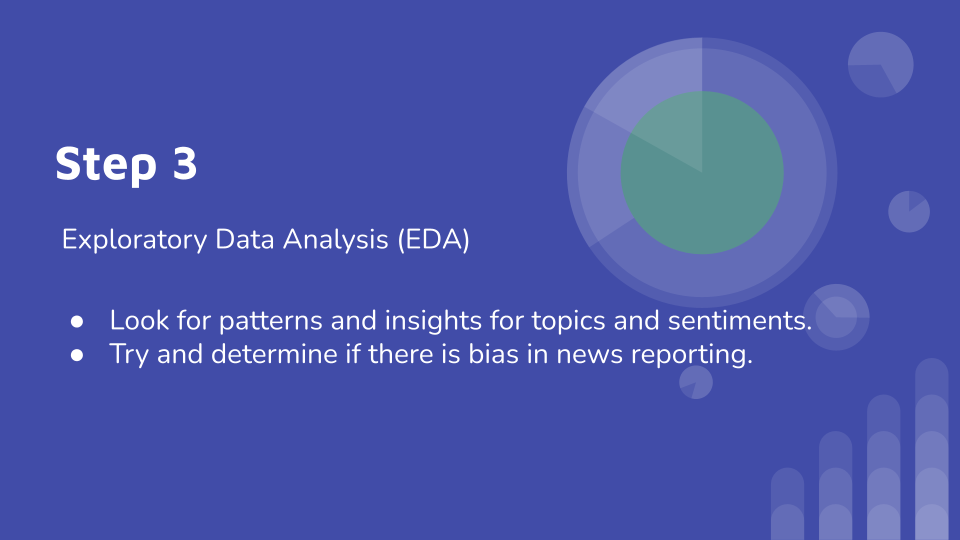 Step 3
Exploratory Data Analysis (EDA)
● Look for patterns and insights for topics and sentiments.
● Try and determine if there is bias in news reporting.